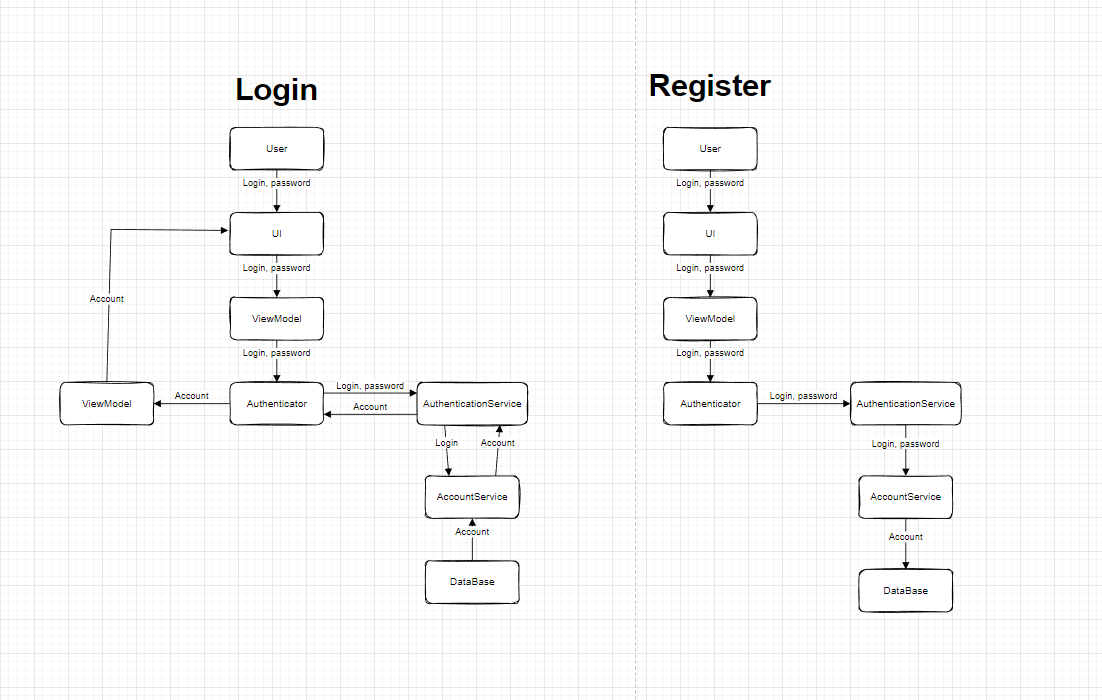 Login
User
Login, password
UI
Login, password
Account
ViewModel
Login, password
ViewModel
Account
Authenticator
Login, password
Account
AuthenticationService
Login
Account
AccountService
Account
DataBase
Register
User
Login, password
UI
Login, password
ViewModel
Login, password
Authenticator
Login, password
AuthenticationService
Login, password
AccountService
Account
DataBase